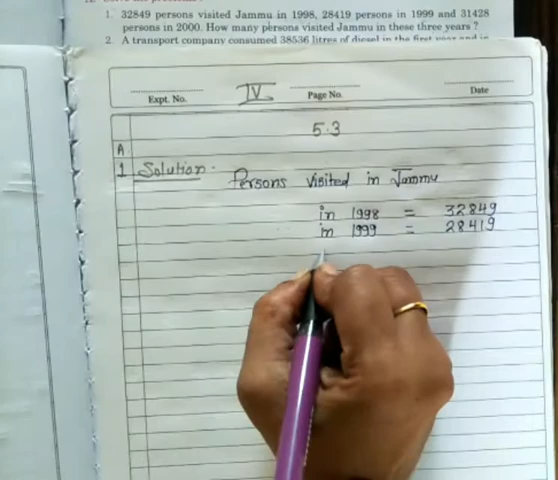 1. 32849 persons visited Jammu in 1998, 28419 persons in 1999 and 31428
persons in 2000. How many persons visited Jammu in these three years ?
2. A transport company consumed 38536 litres of diesel in the first year and in
Expt. No. IV Page No. Date
5.3
A.
1 Solution. Persons visited in Jammu
in 1998 = 32849
in 1999 = 28419